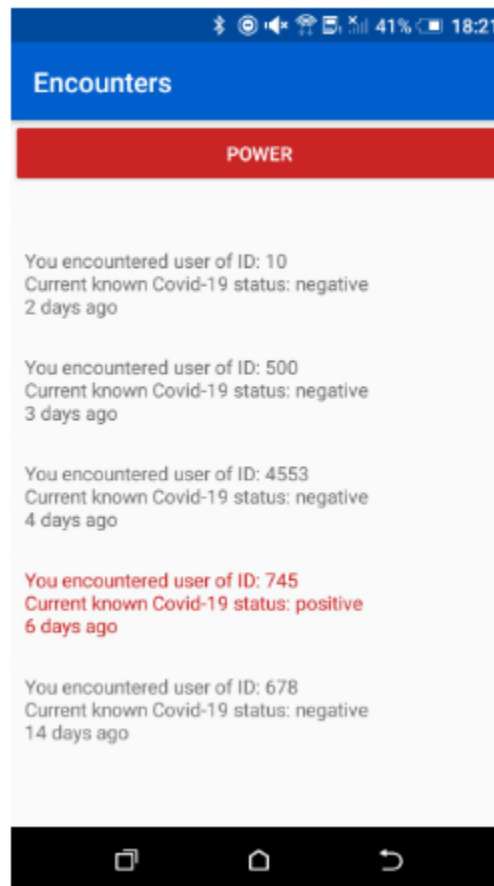 41% 18:21
Encounters
POWER
You encountered user of ID: 10
Current known Covid-19 status: negative
2 days ago
You encountered user of ID: 500
Current known Covid-19 status: negative
3 days ago
You encountered user of ID: 4553
Current known Covid-19 status: negative
4 days ago
You encountered user of ID: 745
Current known Covid-19 status: positive
6 days ago
You encountered user of ID: 678
Current known Covid-19 status: negative
14 days ago